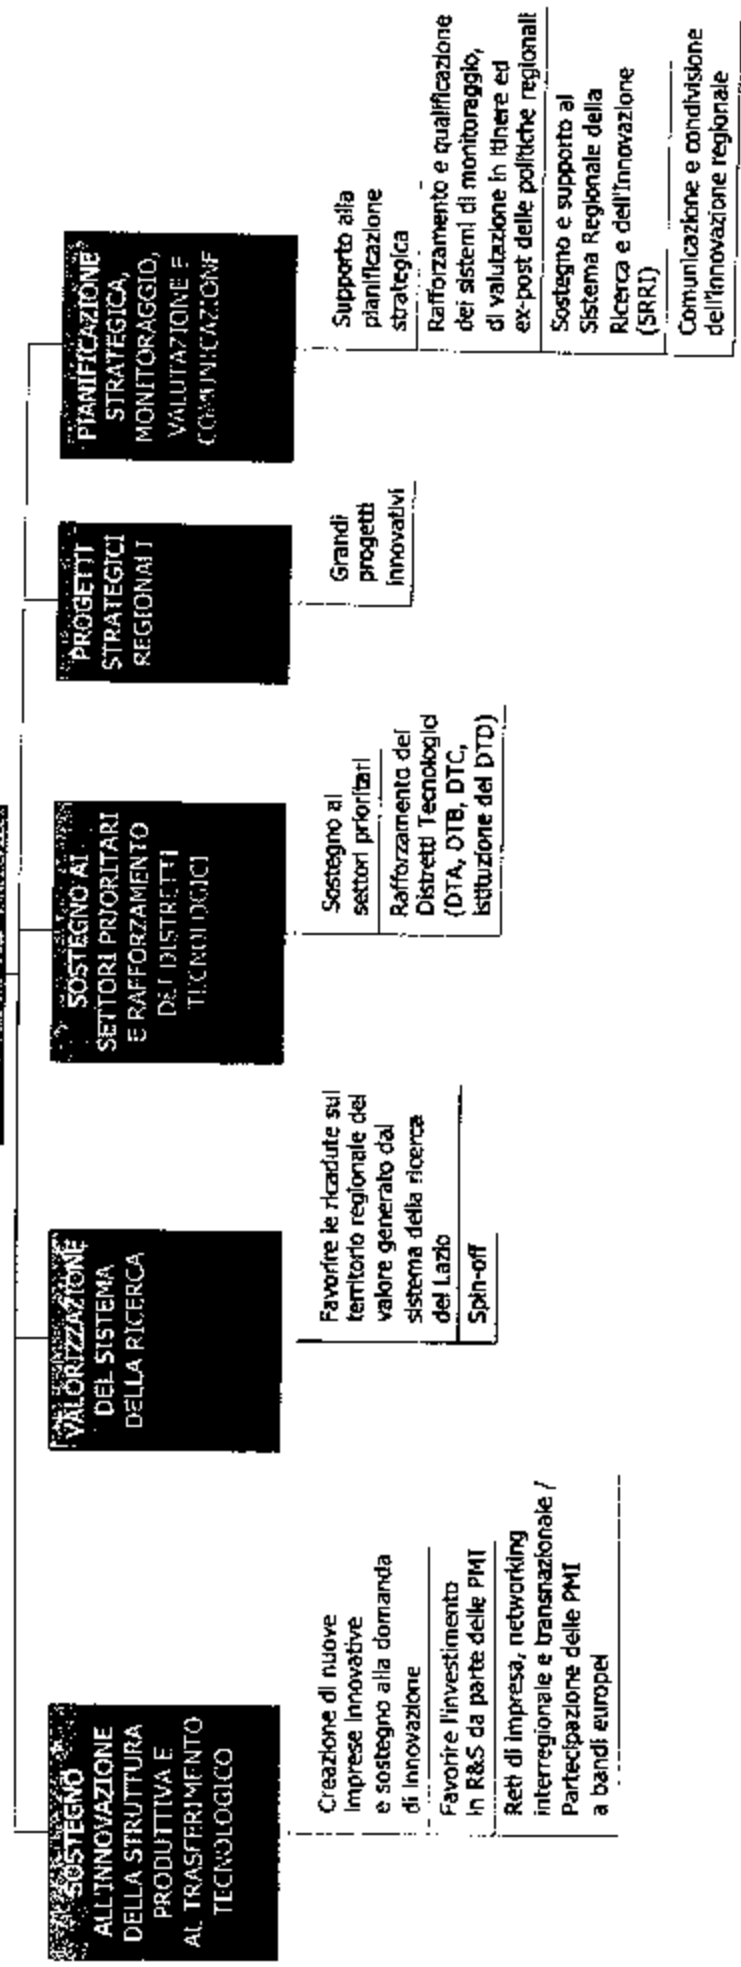 SOSTEGNO
ALL'INNOVAZIONE
DELLA STRUTTURA
PRODUTTIVA E
AL TRASFERIMENTO
TECNOLOGICO
Creazione di nuove
Imprese Innovative
e sostegno alla domanda
di innovazione
Favorire l'investimento
in R&S da parte delle PMI
Reti di impresa, networking
interregionale e transnazionale /
Partecipazione delle PMI
a bandi europei
VALORIZZAZIONE
DEL SISTEMA
DELLA RICERCA
Favorire le ricadute sul
territorio regionale del
valore generato dal
sistema della ricerca
del Lazio
Spin-off
SOSTEGNO AI
SETTORI PRIORITARI
E RAFFORZAMENTO
DEI DISTRETTI
TECNOLOGICI
Sostegno ai
settori prioritari
Rafforzamento dei
Distretti Tecnologici
(DTA, DTB, DTC,
istituzione del DTD)
PROGETTI
STRATEGICI
REGIONALI
Grandi
progetti
innovativi
PIANIFICAZIONE
STRATEGICA,
MONITORAGGIO,
VALUTAZIONE E
COMUNICAZIONE
Supporto alla
pianificazione
strategica
Rafforzamento e qualificazione
dei sistemi di monitoraggio,
di valutazione in itinere ed
ex-post delle politiche regionali
Sostegno e supporto al
Sistema Regionale della
Ricerca e dell'Innovazione
(SRRI)
Comunicazione e condivisione
dell'innovazione regionale